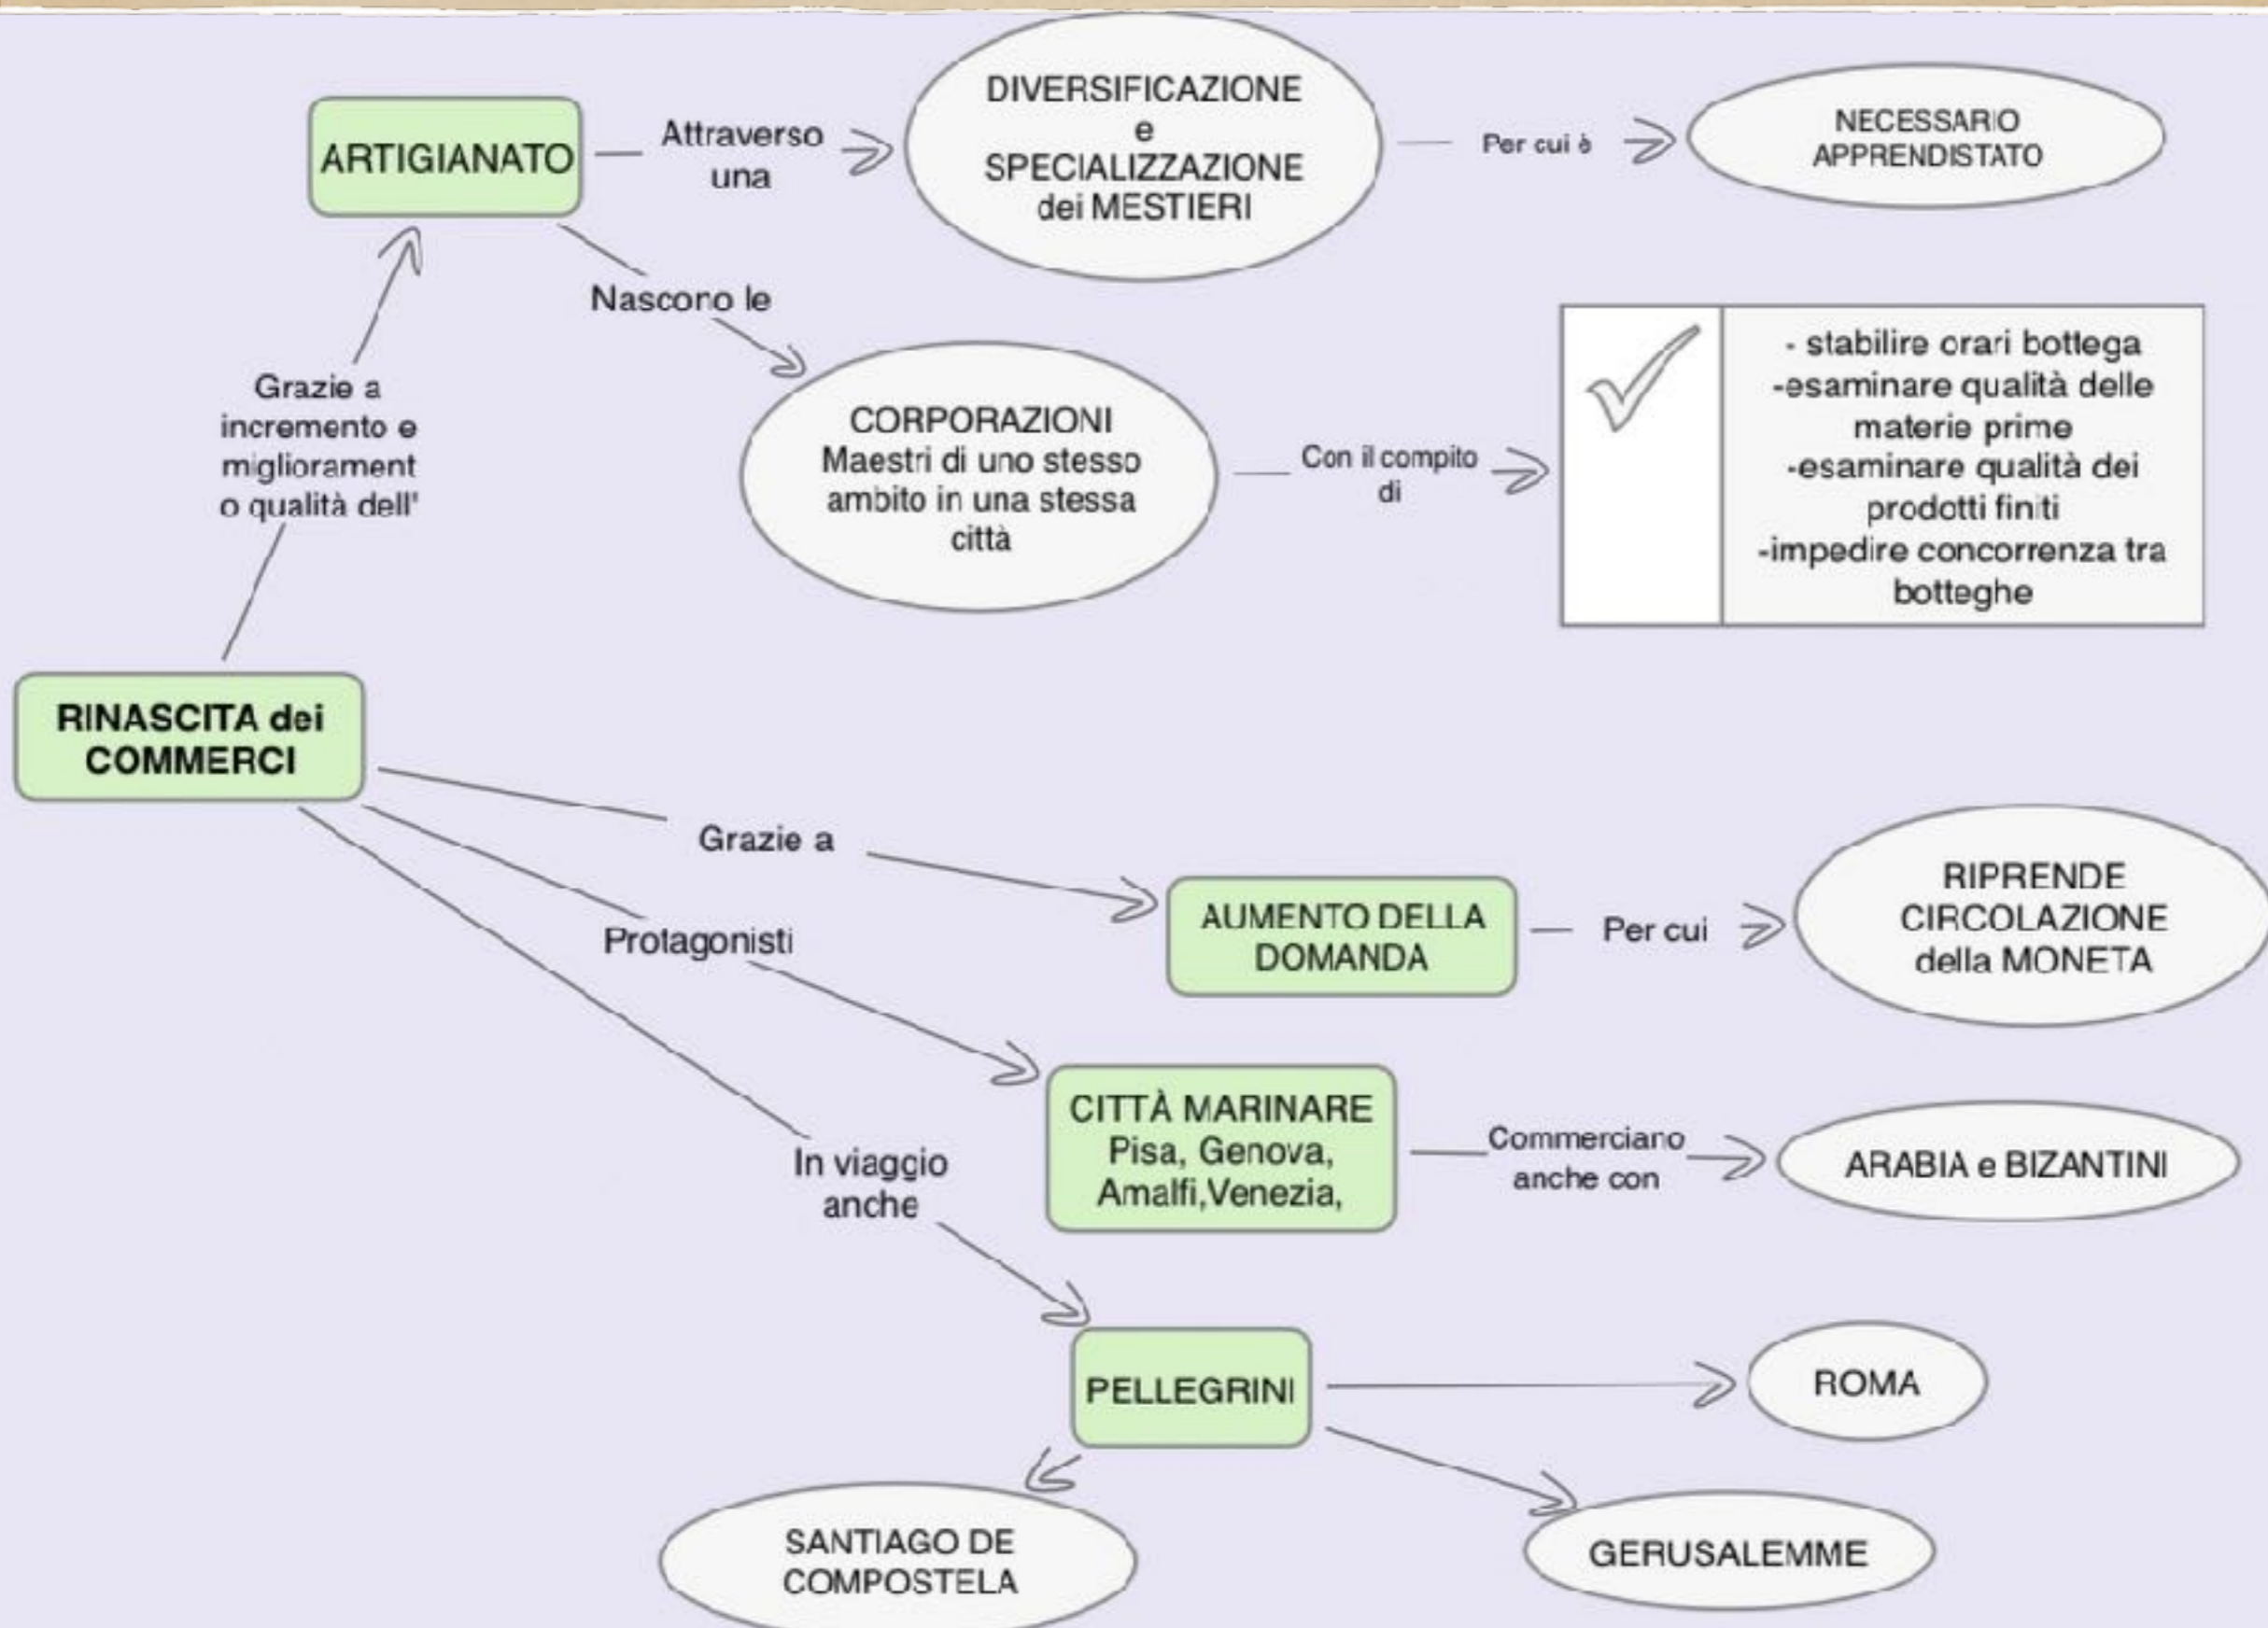 ARTIGIANATO
Attraverso
una
DIVERSIFICAZIONE
e
SPECIALIZZAZIONE
dei MESTIERI
Per cui è
NECESSARIO
APPRENDISTATO
Nascono le
CORPORAZIONI
Maestri di uno stesso
ambito in una stessa
città
Con il compito
di
- stabilire orari bottega
-esaminare qualità delle
materie prime
-esaminare qualità dei
prodotti finiti
-impedire concorrenza tra
botteghe
Grazie a
incremento e
migliorament
o qualità dell'
RINASCITA dei
COMMERCI
Grazie a
AUMENTO DELLA
DOMANDA
Per cui
RIPRENDE
CIRCOLAZIONE
della MONETA
Protagonisti
CITTÀ MARINARE
Pisa, Genova,
Amalfi,Venezia,
Commerciano
anche con
ARABIA e BIZANTINI
In viaggio
anche
PELLEGRINI
ROMA
GERUSALEMME
SANTIAGO DE
COMPOSTELA